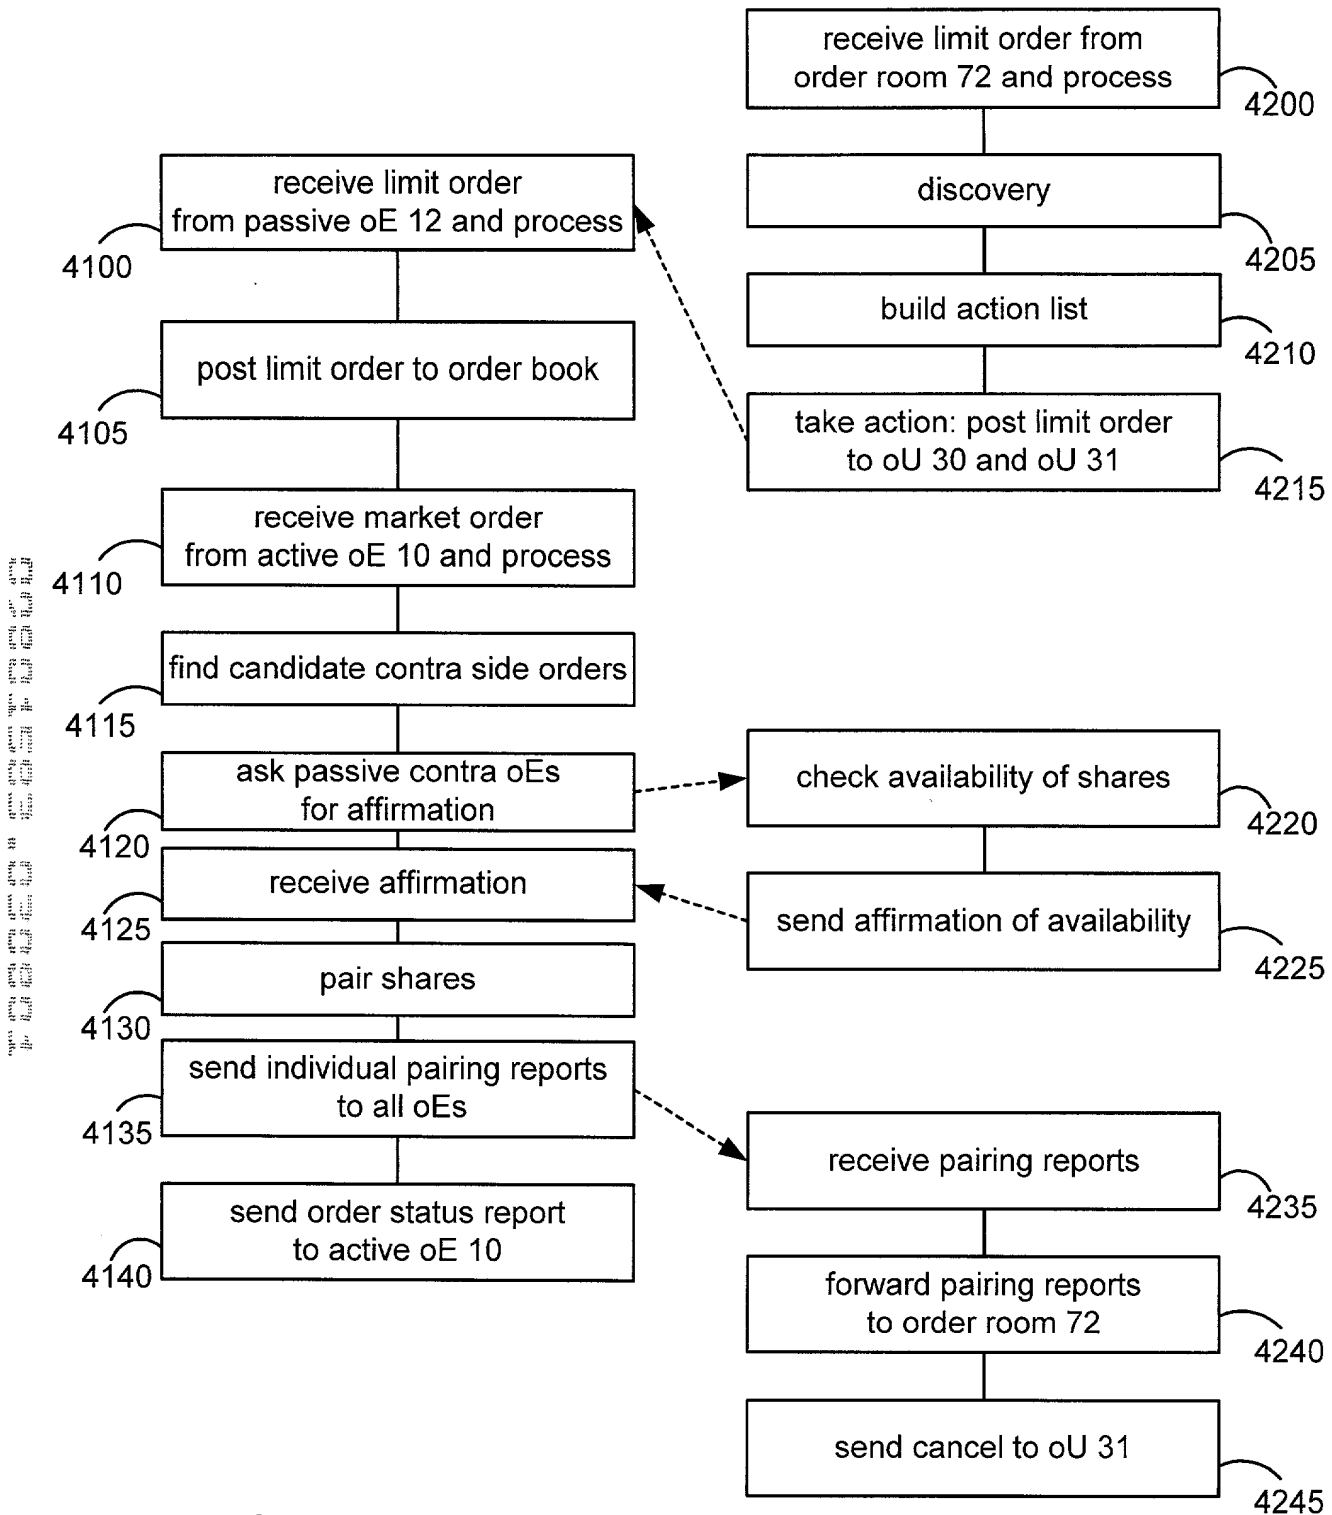 receive limit order from
order room 72 and process
4200
discovery
4205
build action list
4210
take action: post limit order
to oU 30 and oU 31
4215
receive limit order
from passive oE 12 and process
4100
post limit order to order book
4105
receive market order
from active oE 10 and process
4110
find candidate contra side orders
4115
ask passive contra oEs
for affirmation
4120
check availability of shares
4220
receive affirmation
4125
send affirmation of availability
4225
pair shares
4130
send individual pairing reports
to all oEs
4135
receive pairing reports
4235
send order status report
to active oE 10
4140
forward pairing reports
to order room 72
4240
send cancel to oU 31
4245